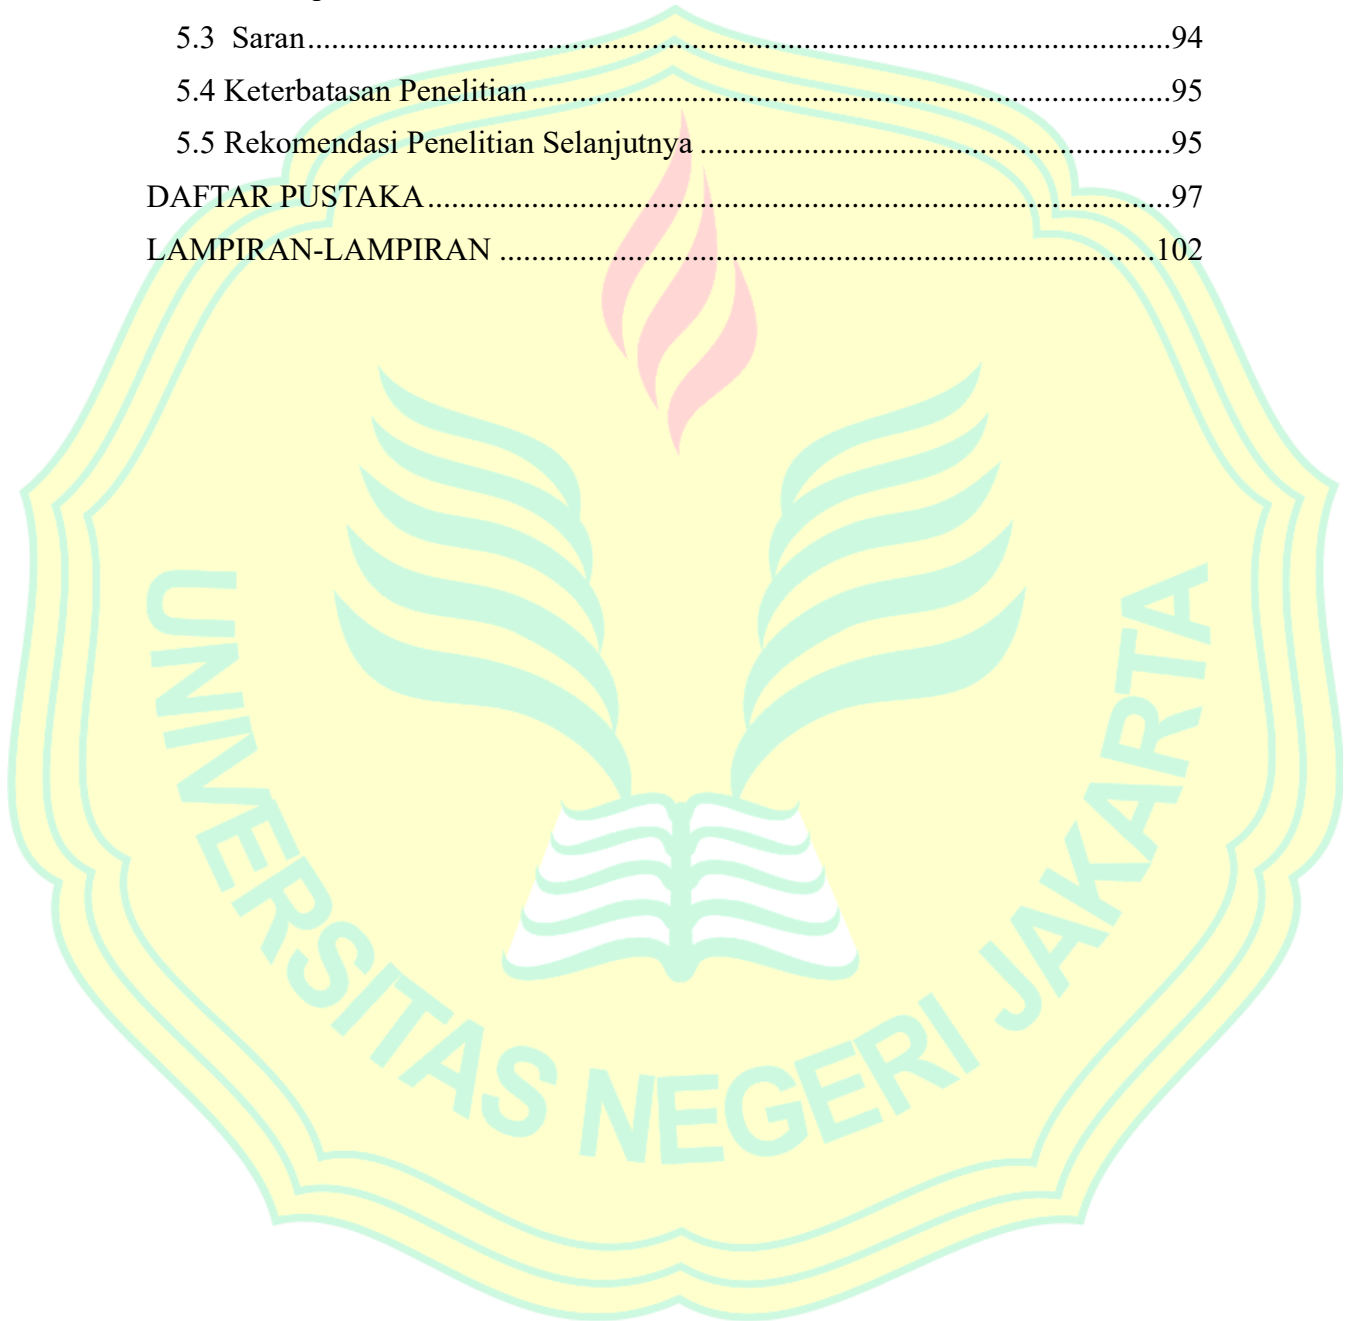 5.3 Saran..........94
5.4 Keterbatasan Penelitian..........95
5.5 Rekomendasi Penelitian Selanjutnya..........95
DAFTAR PUSTAKA..........97
LAMPIRAN-LAMPIRAN..........102
UNIVERSITAS NEGERI JAKARTA